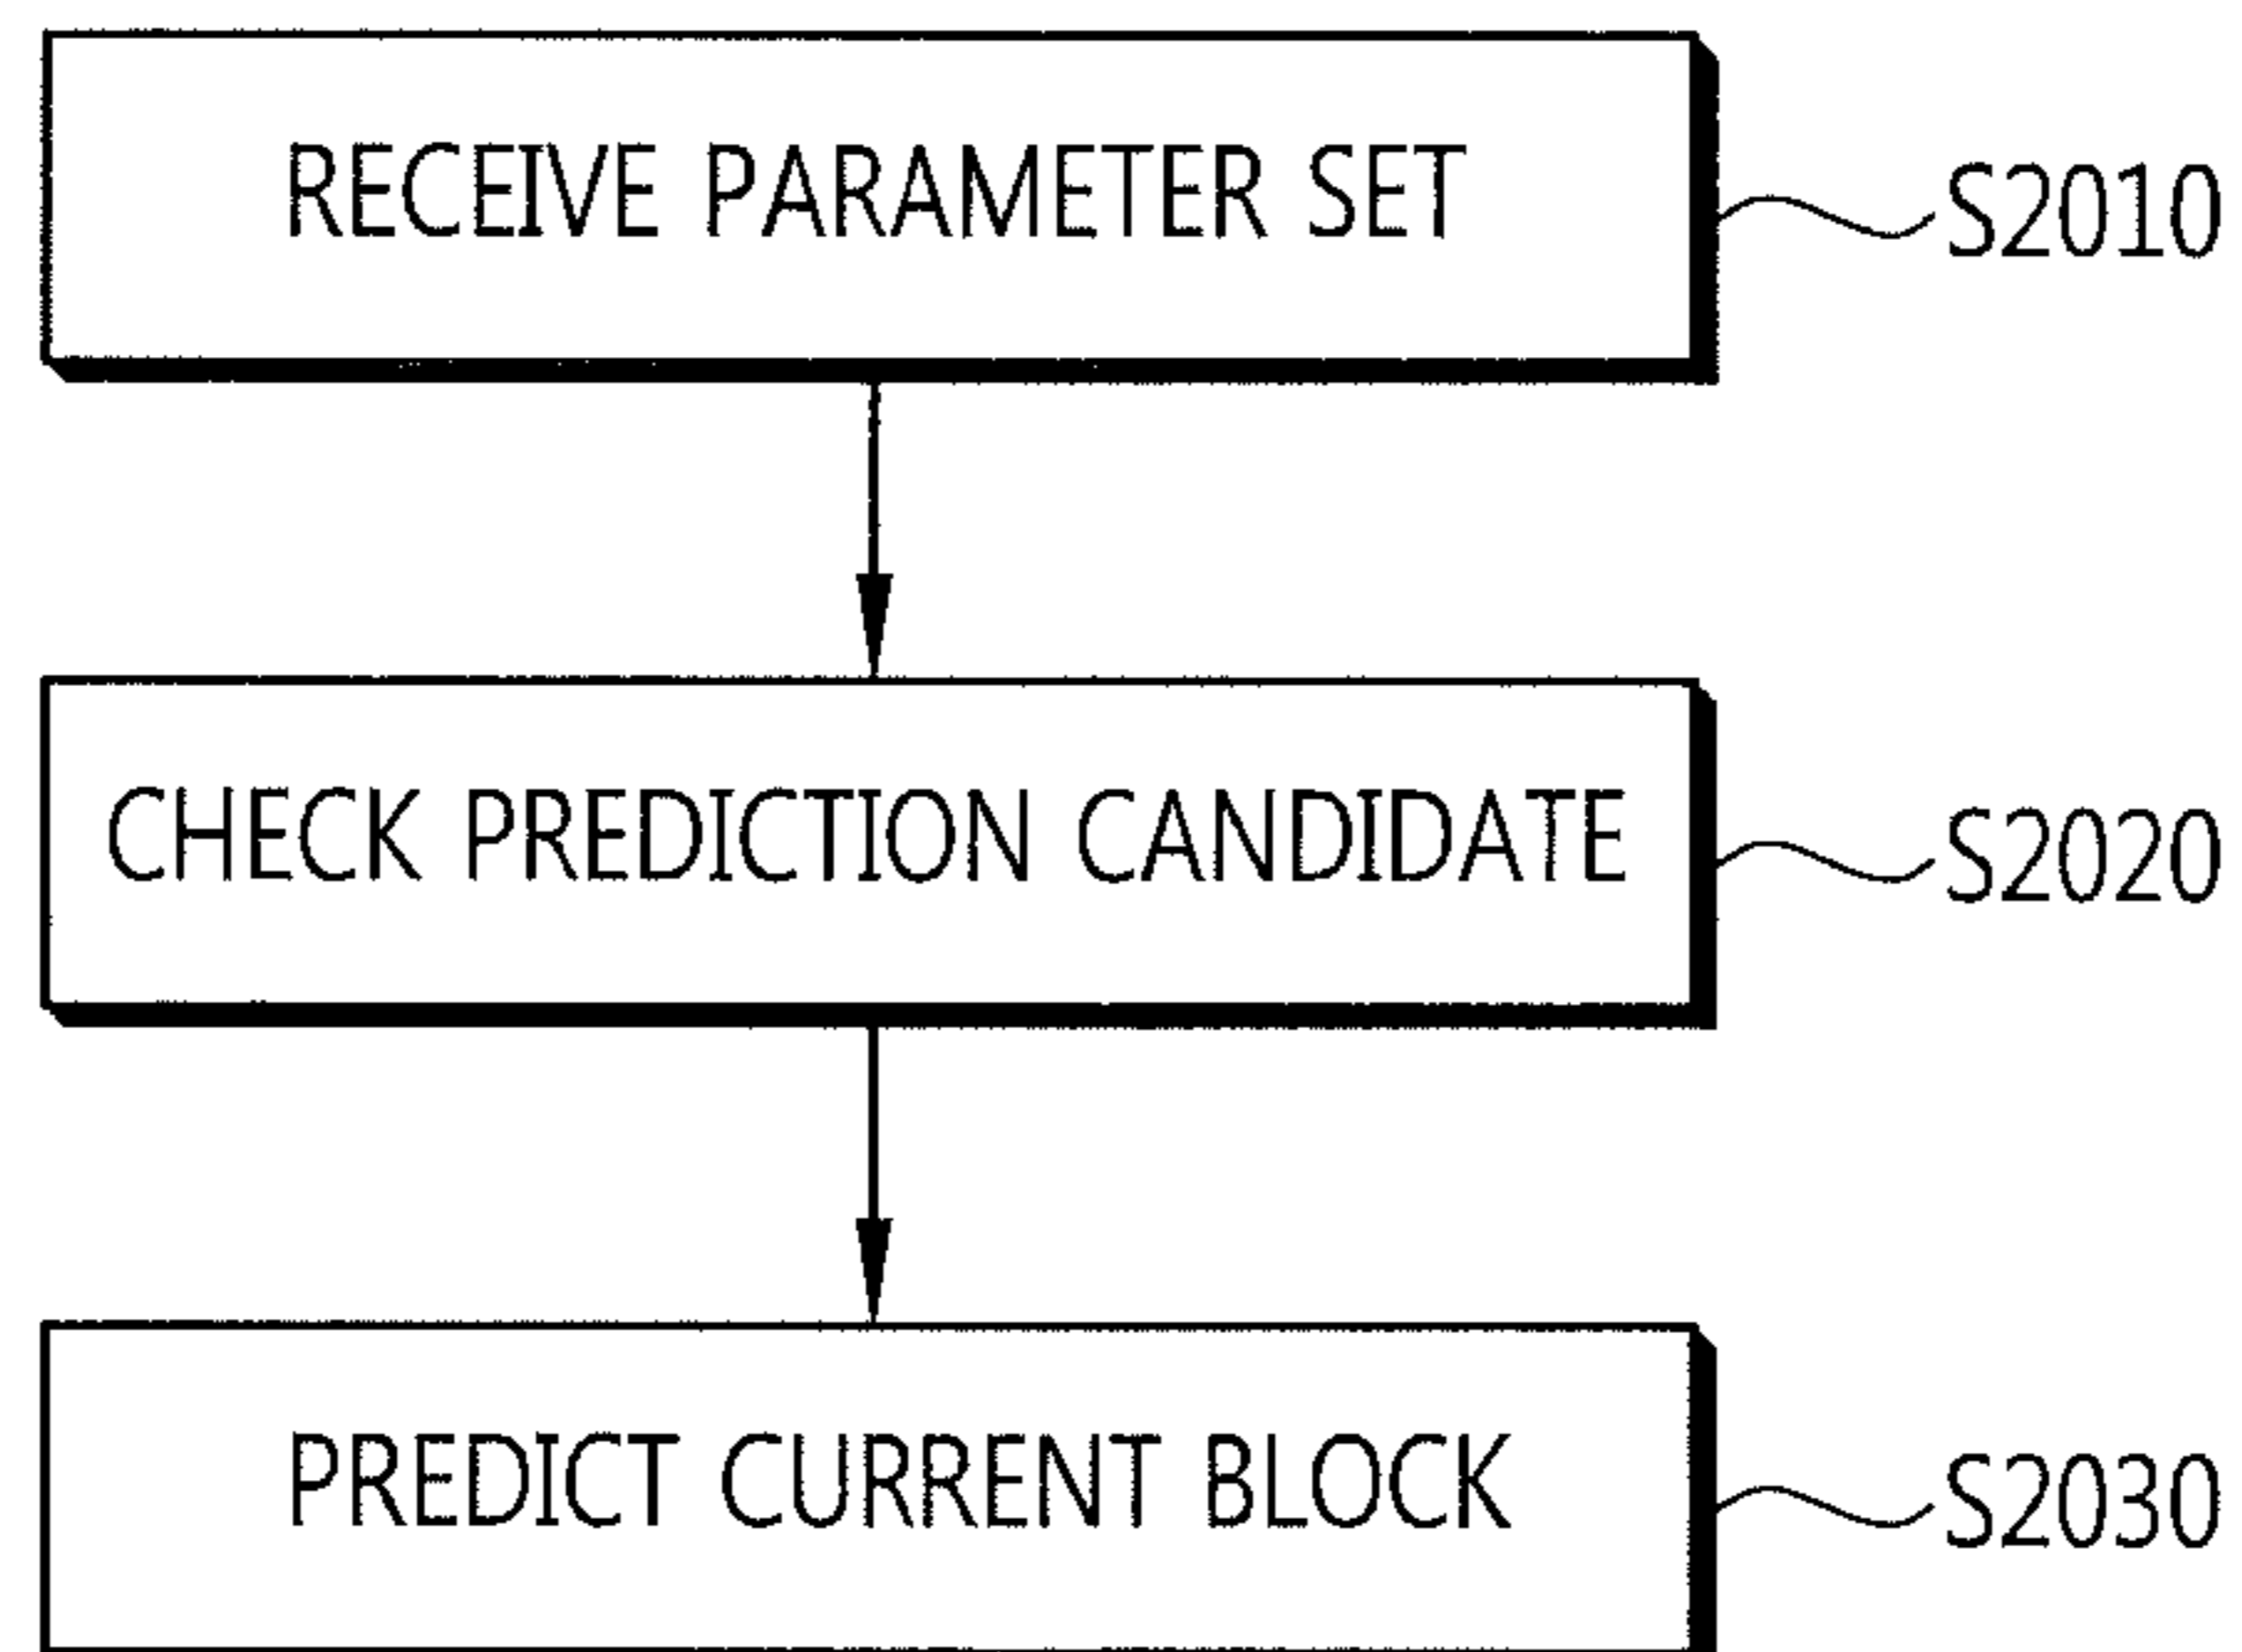 RECEIVE PARAMETER SET
S2010
CHECK PREDICTION CANDIDATE
S2020
PREDICT CURRENT BLOCK
S2030